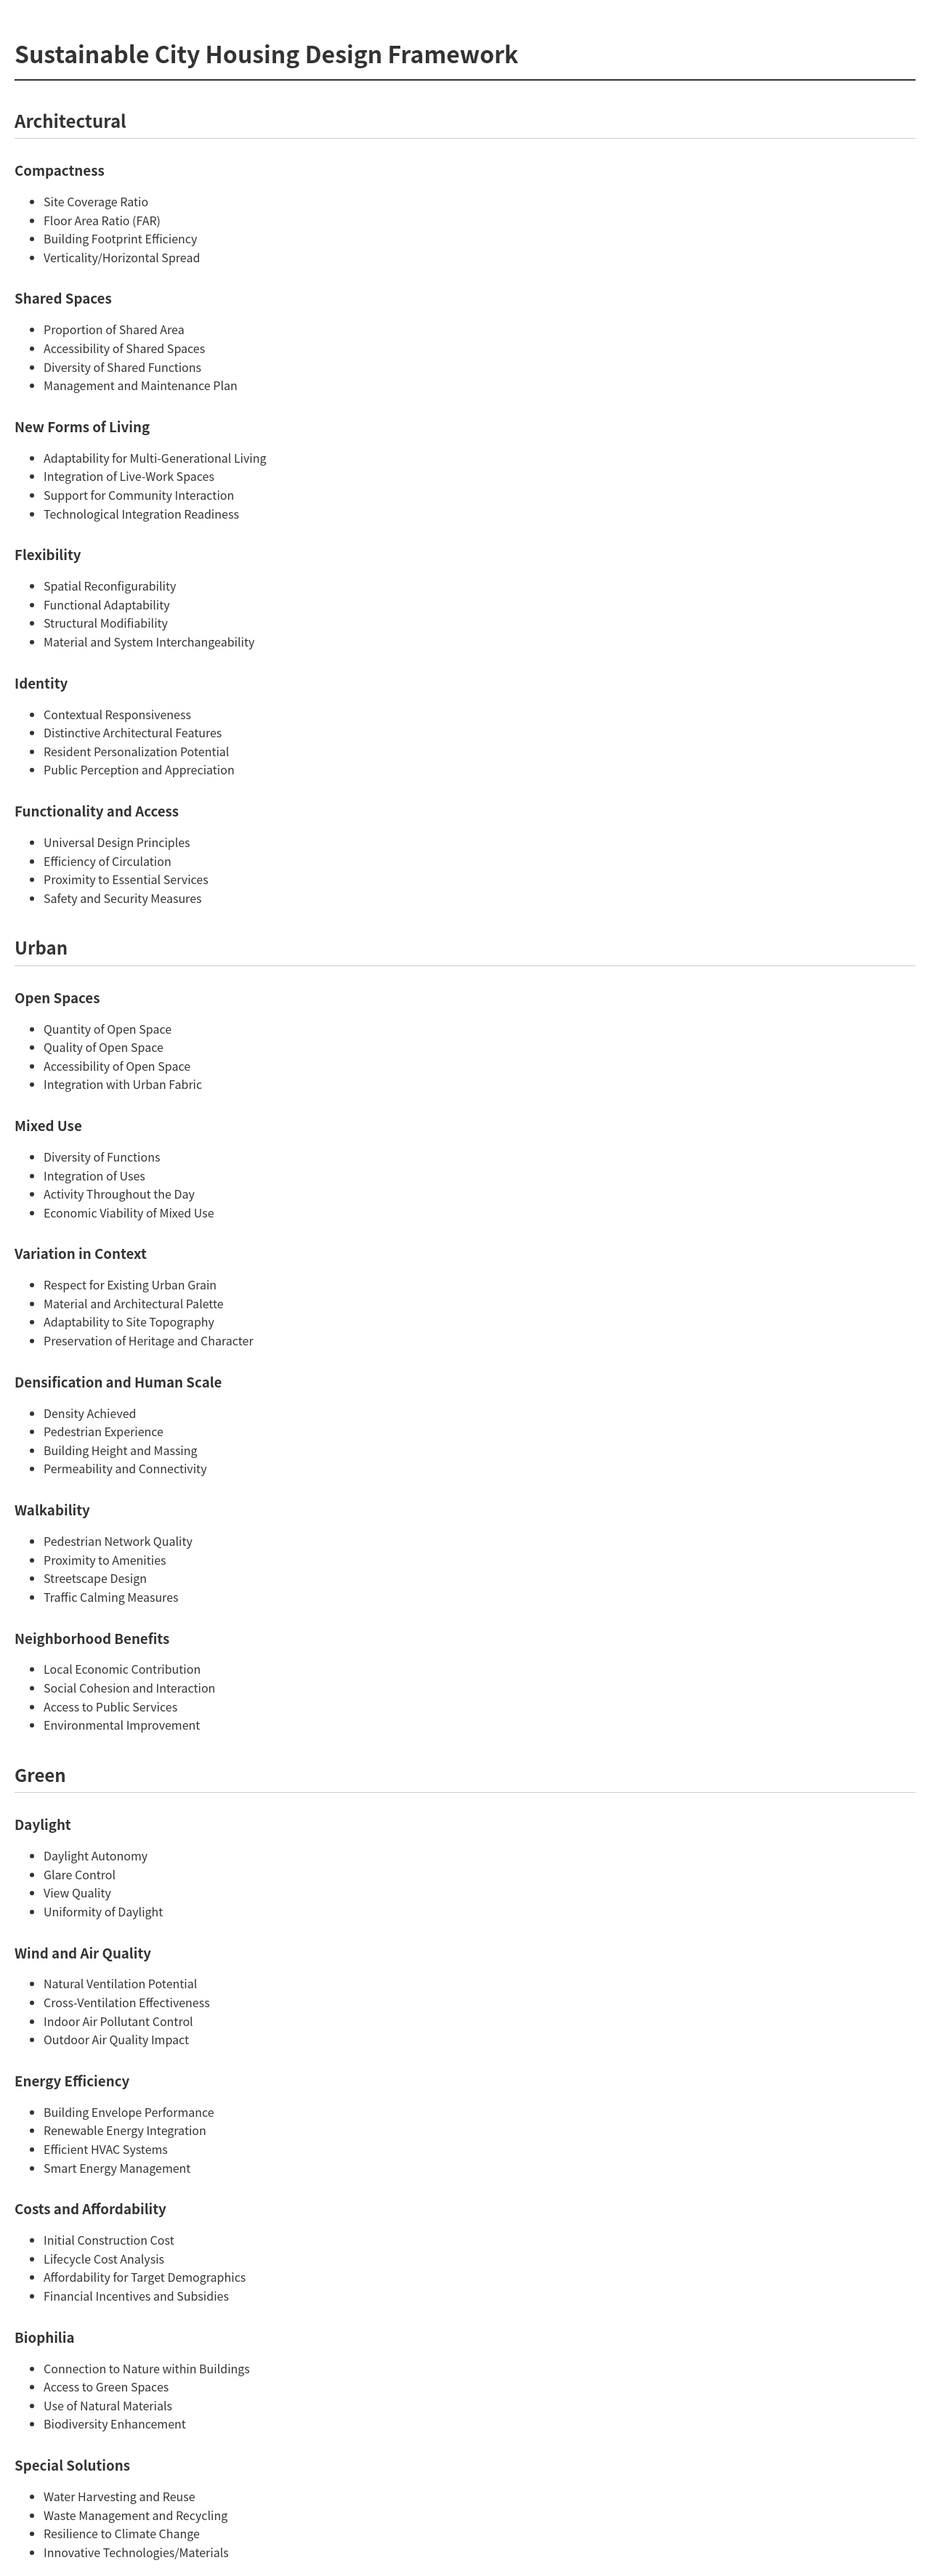 Sustainable City Housing Design Framework
Architectural
Compactness
Site Coverage Ratio
Floor Area Ratio (FAR)
Building Footprint Efficiency
Verticality/Horizontal Spread
Shared Spaces
Proportion of Shared Area
Accessibility of Shared Spaces
Diversity of Shared Functions
Management and Maintenance Plan
New Forms of Living
Adaptability for Multi-Generational Living
Integration of Live-Work Spaces
Support for Community Interaction
Technological Integration Readiness
Flexibility
Spatial Reconfigurability
Functional Adaptability
Structural Modifiability
Material and System Interchangeability
Identity
Contextual Responsiveness
Distinctive Architectural Features
Resident Personalization Potential
Public Perception and Appreciation
Functionality and Access
Universal Design Principles
Efficiency of Circulation
Proximity to Essential Services
Safety and Security Measures
Urban
Open Spaces
Quantity of Open Space
Quality of Open Space
Accessibility of Open Space
Integration with Urban Fabric
Mixed Use
Diversity of Functions
Integration of Uses
Activity Throughout the Day
Economic Viability of Mixed Use
Variation in Context
Respect for Existing Urban Grain
Material and Architectural Palette
Adaptability to Site Topography
Preservation of Heritage and Character
Densification and Human Scale
Density Achieved
Pedestrian Experience
Building Height and Massing
Permeability and Connectivity
Walkability
Pedestrian Network Quality
Proximity to Amenities
Streetscape Design
Traffic Calming Measures
Neighborhood Benefits
Local Economic Contribution
Social Cohesion and Interaction
Access to Public Services
Environmental Improvement
Green
Daylight
Daylight Autonomy
Glare Control
View Quality
Uniformity of Daylight
Wind and Air Quality
Natural Ventilation Potential
Cross-Ventilation Effectiveness
Indoor Air Pollutant Control
Outdoor Air Quality Impact
Energy Efficiency
Building Envelope Performance
Renewable Energy Integration
Efficient HVAC Systems
Smart Energy Management
Costs and Affordability
Initial Construction Cost
Lifecycle Cost Analysis
Affordability for Target Demographics
Financial Incentives and Subsidies
Biophilia
Connection to Nature within Buildings
Access to Green Spaces
Use of Natural Materials
Biodiversity Enhancement
Special Solutions
Water Harvesting and Reuse
Waste Management and Recycling
Resilience to Climate Change
Innovative Technologies/Materials